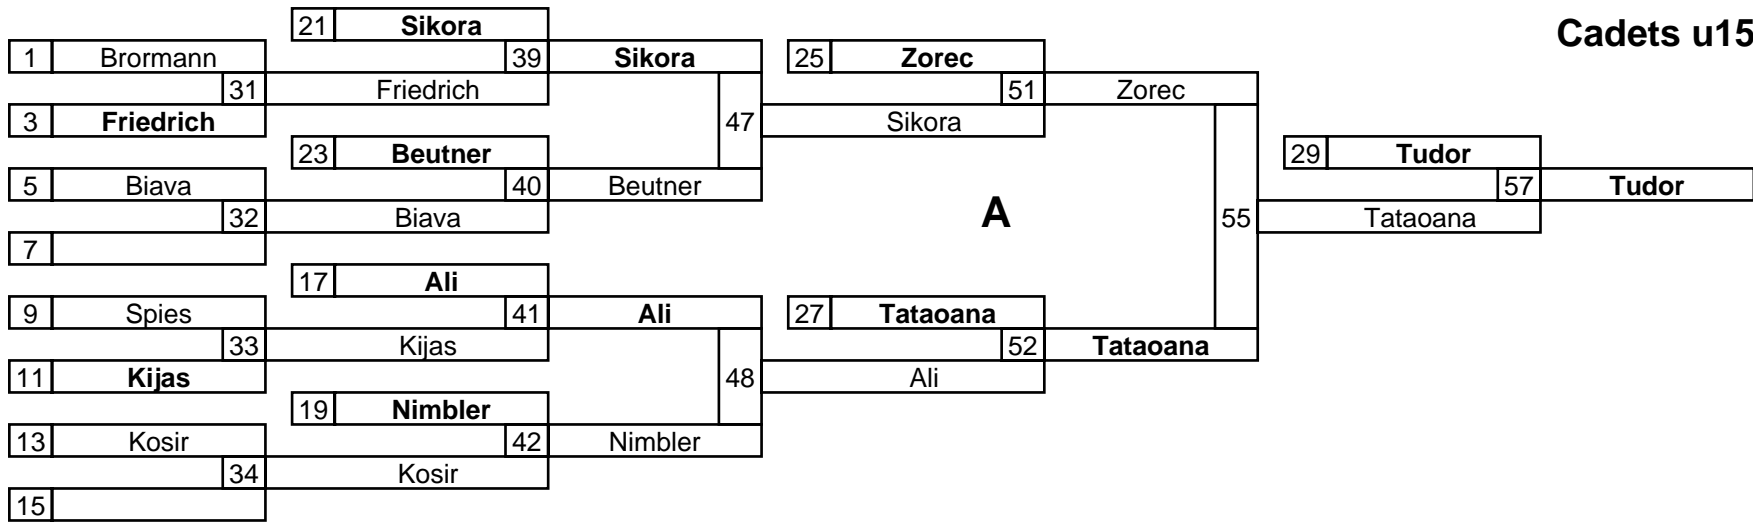 21 Sikora
Cadets u15
1 Brormann 39 Sikora 25 Zorec
31 Friedrich 51 Zorec
3 Friedrich 47 Sikora
23 Beutner 29 Tudor
5 Biava 40 Beutner 57 Tudor
32 Biava A 55 Tataoana
7
17 Ali
9 Spies 41 Ali 27 Tataoana
33 Kijas 52 Tataoana
11 Kijas 48 Ali
19 Nimbler
13 Kosir 42 Nimbler
34 Kosir
15